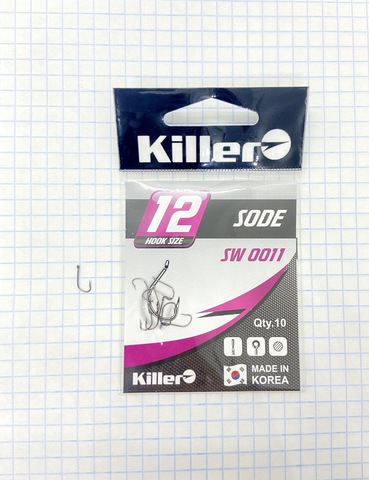 Killer
12
HOOK SIZE
SODE
SW 0011
Qty.10
Killer
MADE IN
KOREA